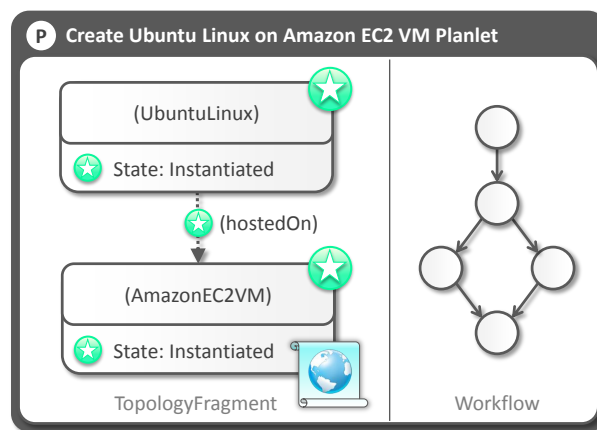 P Create Ubuntu Linux on Amazon EC2 VM Planlet
(UbuntuLinux)
State: Instantiated
(hostedOn)
(AmazonEC2VM)
State: Instantiated
TopologyFragment
Workflow